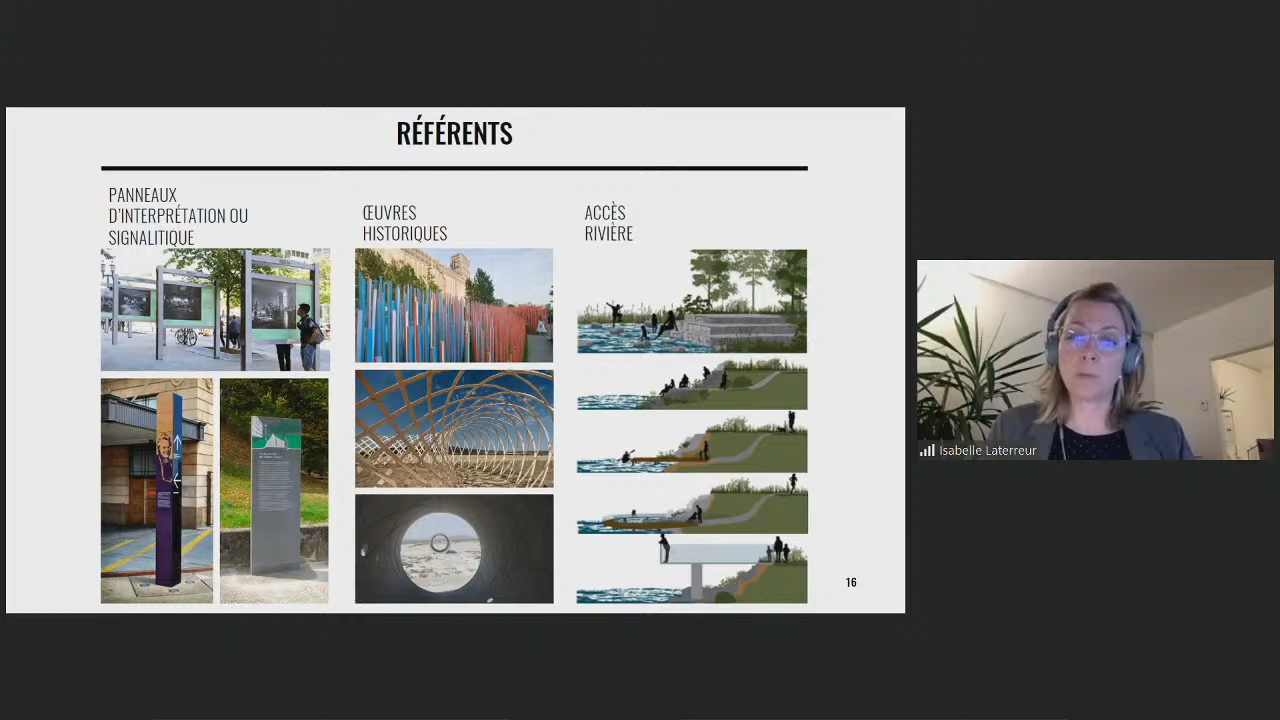 RÉFÉRENTS
PANNEAUX
D'INTERPRÉTATION OU
SIGNALITIQUE
ŒUVRES
HISTORIQUES
ACCÈS
RIVIÈRE
16
Isabelle Laterreur